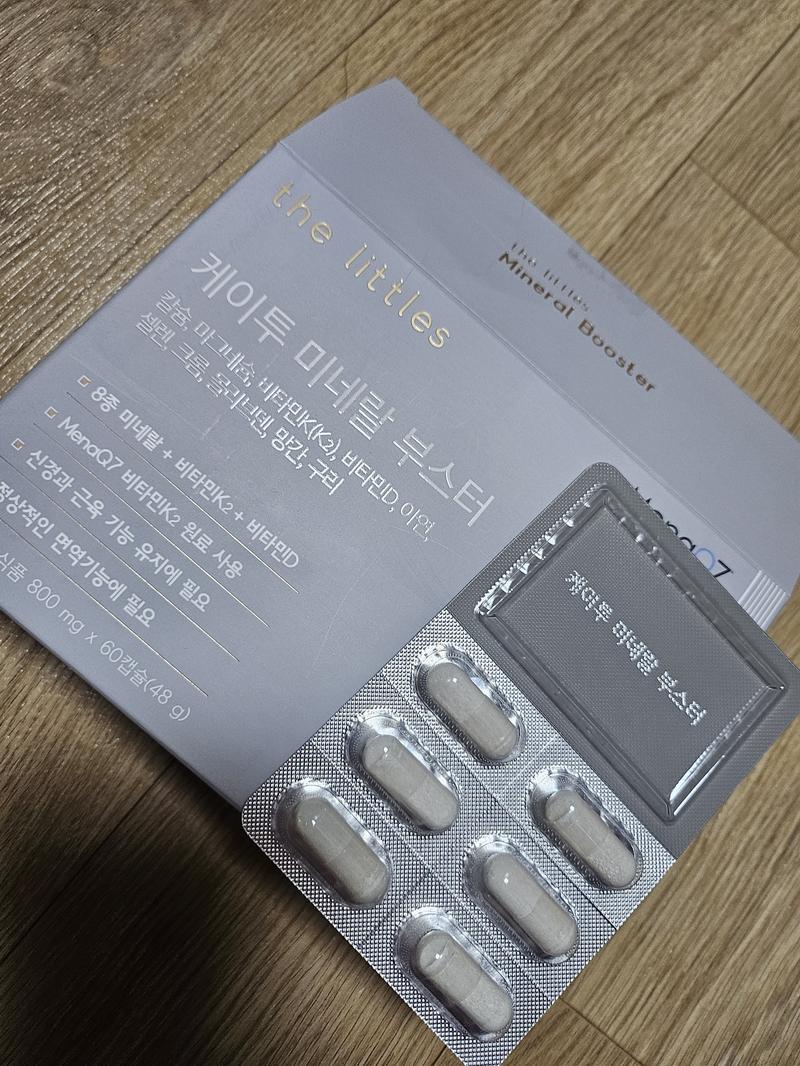 the littles
케이투 미네랄 부스터
칼슘, 마그네슘, 비타민K(K2), 비타민D, 아연,
셀렌, 크롬, 몰리브덴, 망간, 구리
8종 미네랄 + 비타민K2 + 비타민D
MenaQ7 비타민K2 원료 사용
신경과 근육 기능 유지에 필요
정상적인 면역기능에 필요
식품 800 mg x 60캡슐(48 g)
the littles
Mineral Booster
MenaQ7
케이투 미네랄 부스터